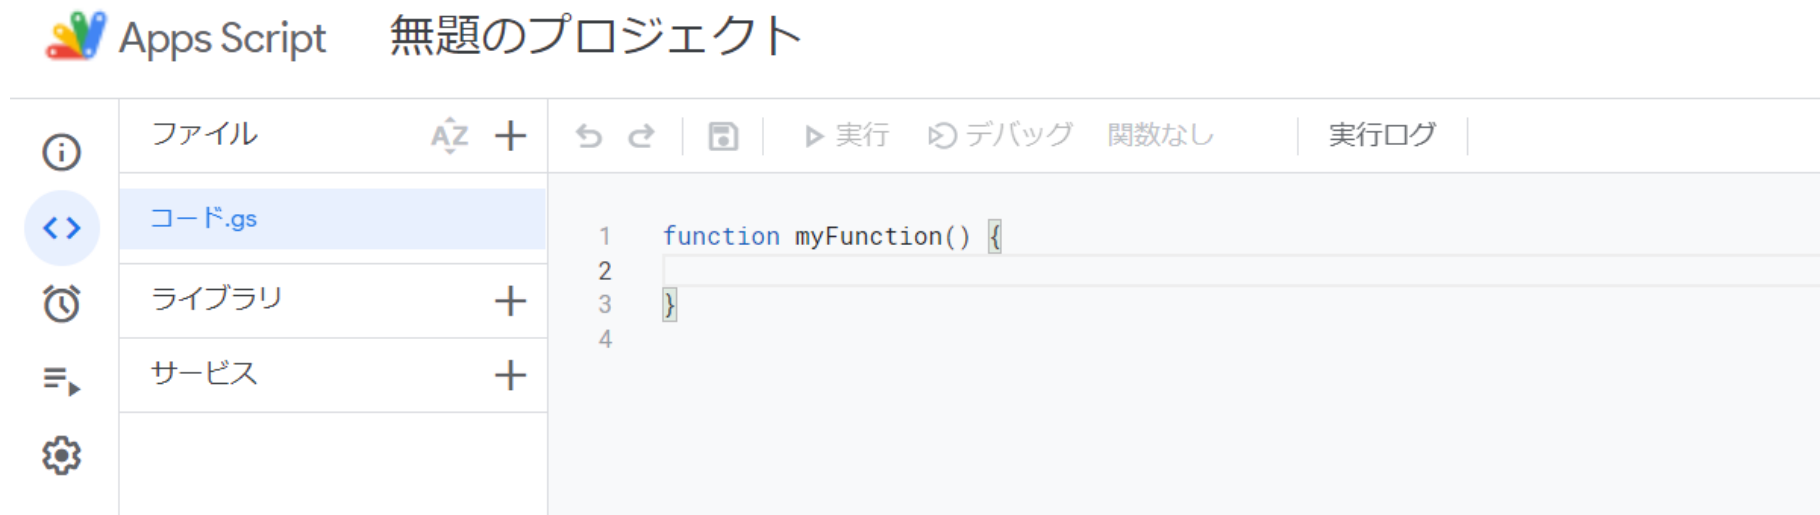 Apps Script 無題のプロジェクト
ファイル AZ
実行 デバッグ 関数なし 実行ログ
コード.gs
ライブラリ
サービス
1 function myFunction() {
2
3 }
4